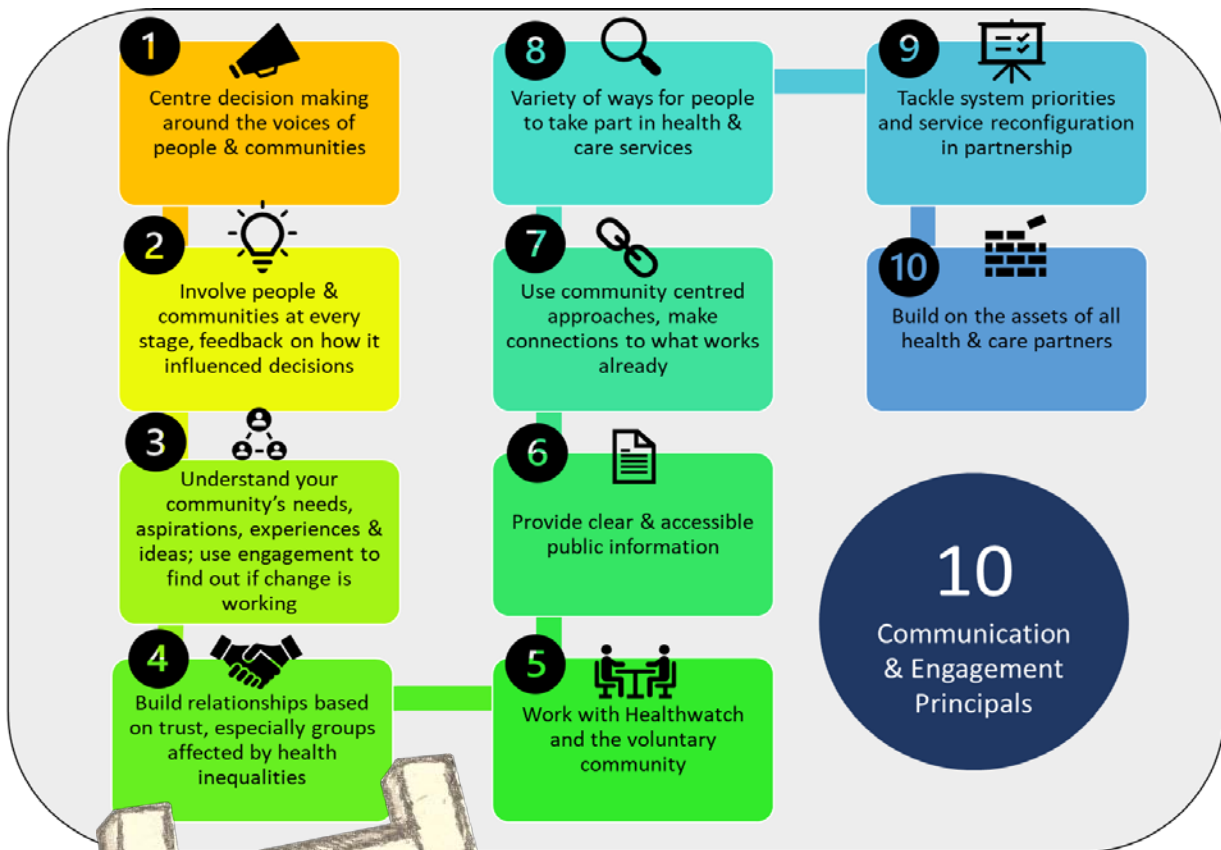 1
Centre decision making
around the voices of
people & communities
2
Involve people &
communities at every
stage, feedback on how it
influenced decisions
3
Understand your
community's needs,
aspirations, experiences &
ideas; use engagement to
find out if change is
working
4
Build relationships based
on trust, especially groups
affected by health
inequalities
5
Work with Healthwatch
and the voluntary
community
6
Provide clear & accessible
public information
7
Use community centred
approaches, make
connections to what works
already
8
Variety of ways for people
to take part in health &
care services
9
Tackle system priorities
and service reconfiguration
in partnership
10
Build on the assets of all
health & care partners
10
Communication
& Engagement
Principals